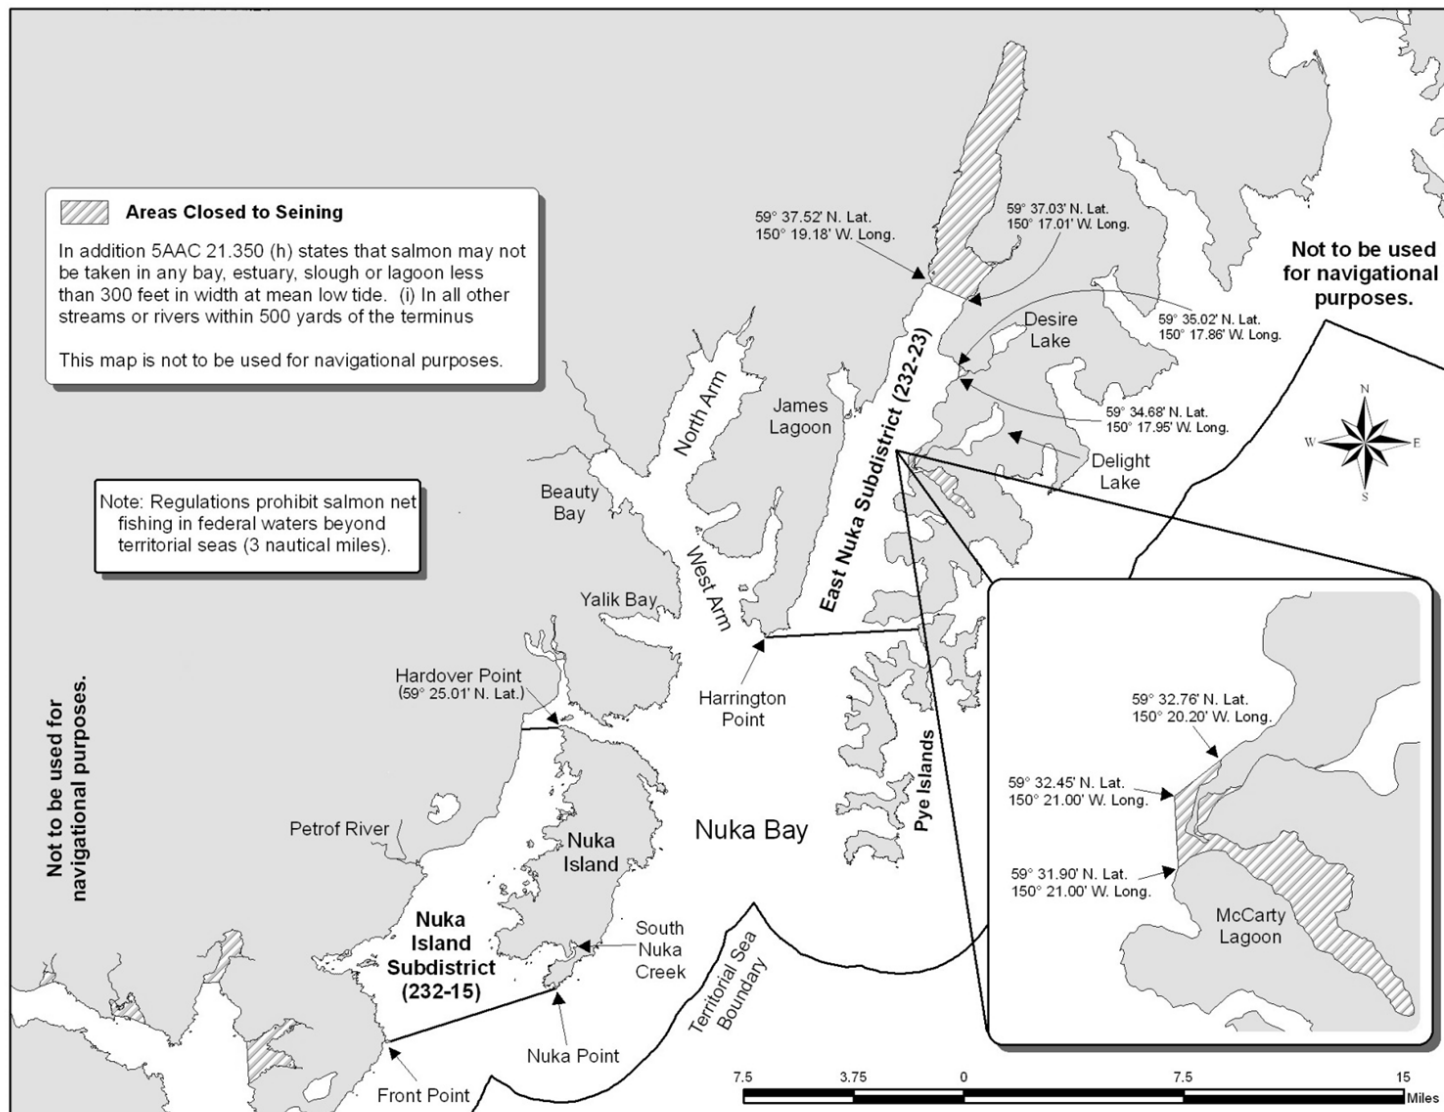 Areas Closed to Seining
In addition 5AAC 21.350 (h) states that salmon may not
be taken in any bay, estuary, slough or lagoon less
than 300 feet in width at mean low tide.  (i) In all other
streams or rivers within 500 yards of the terminus
This map is not to be used for navigational purposes.
Note: Regulations prohibit salmon net
fishing in federal waters beyond
territorial seas (3 nautical miles).
59° 37.52' N. Lat.
150° 19.18' W. Long.
59° 37.03' N. Lat.
150° 17.01' W. Long.
Not to be used
for navigational
purposes.
59° 35.02' N. Lat.
150° 17.86' W. Long.
Desire
Lake
59° 34.68' N. Lat.
150° 17.95' W. Long.
Delight
Lake
N
W
E
S
North Arm
James
Lagoon
East Nuka Subdistrict (232-23)
Beauty
Bay
West Arm
Yalik Bay
Hardover Point
(59° 25.01' N. Lat.)
Harrington
Point
Not to be used for
navigational purposes.
Petrof River
Nuka
Island
Nuka Bay
Pye Islands
Nuka
Island
Subdistrict
(232-15)
South
Nuka
Creek
Territorial Sea
Boundary
Nuka Point
Front Point
59° 32.76' N. Lat.
150° 20.20' W. Long.
59° 32.45' N. Lat.
150° 21.00' W. Long.
59° 31.90' N. Lat.
150° 21.00' W. Long.
McCarty
Lagoon
7.5 3.75 0 7.5 15
Miles